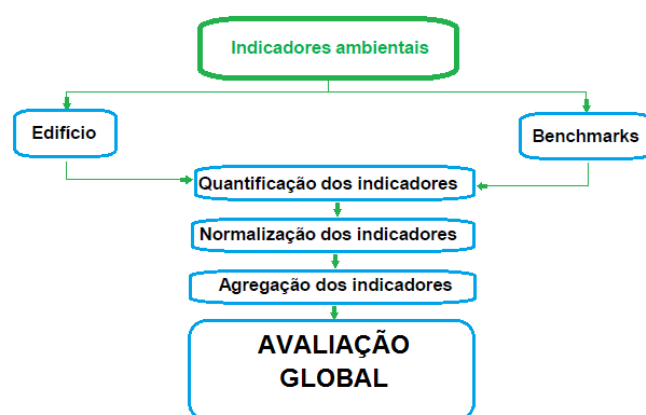 Indicadores ambientais
Edifício
Benchmarks
Quantificação dos indicadores
Normalização dos indicadores
Agregação dos indicadores
AVALIAÇÃO
GLOBAL